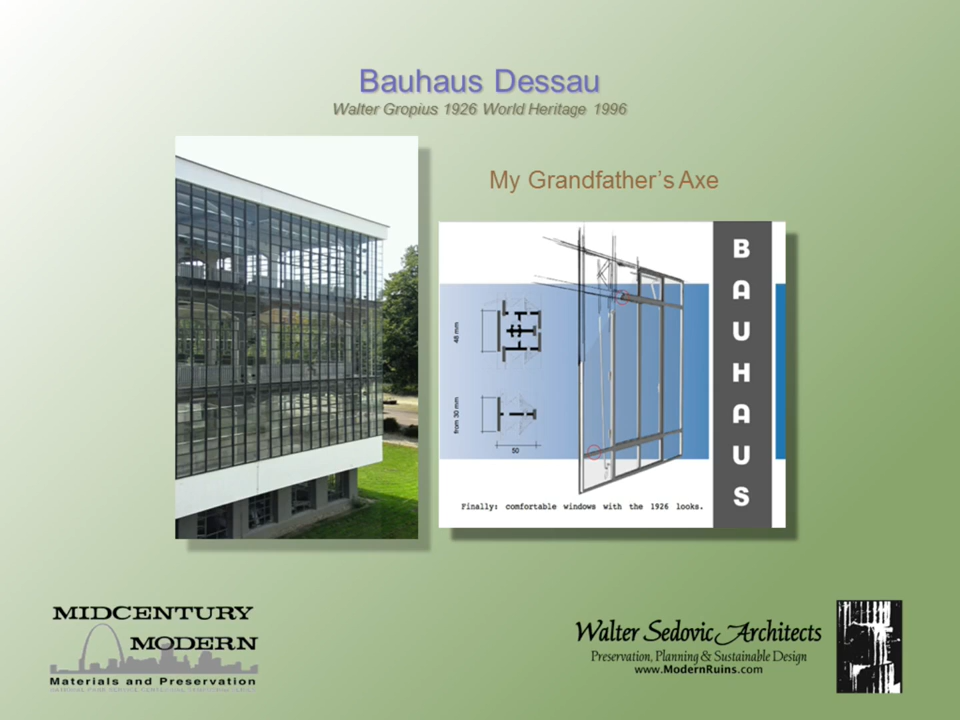 Bauhaus Dessau
Walter Gropius 1926 World Heritage 1996
My Grandfather's Axe
48 mm
from 30 mm
50
Finally: comfortable windows with the 1926 looks.
BAUHAUS
MIDCENTURY
MODERN
Materials and Preservation
Walter Sedovic Architects
Preservation, Planning & Sustainable Design
www.ModernRuins.com